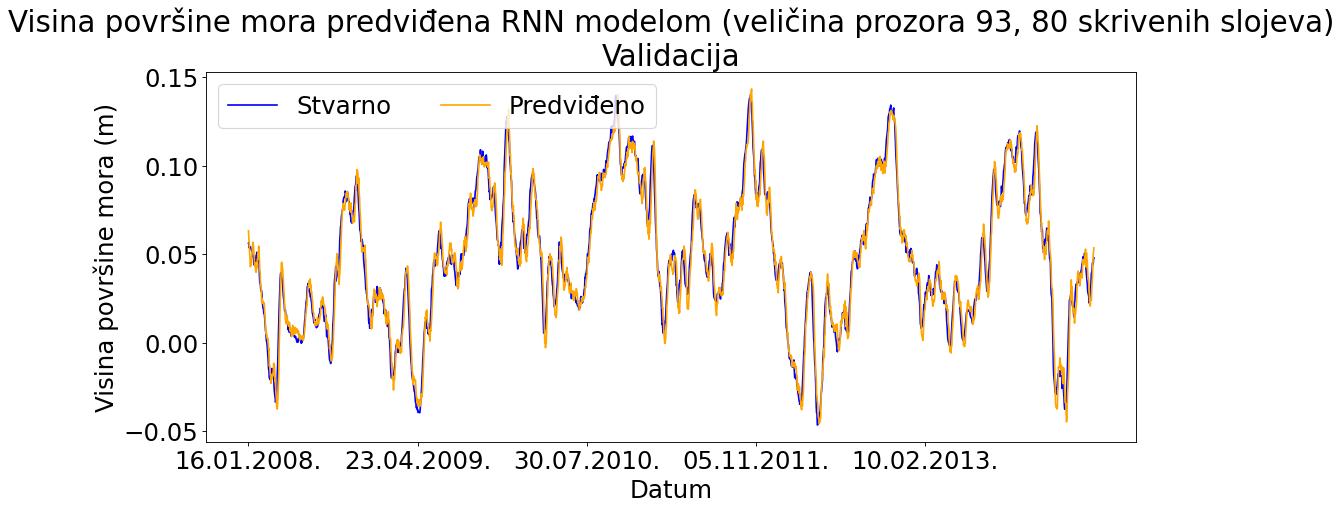 Visina površine mora predviđena RNN modelom (veličina prozora 93, 80 skrivenih slojeva)
Validacija
Stvarno Predviđeno
Visina površine mora (m)
0.15
0.10
0.05
0.00
−0.05
16.01.2008. 23.04.2009. 30.07.2010. 05.11.2011. 10.02.2013.
Datum